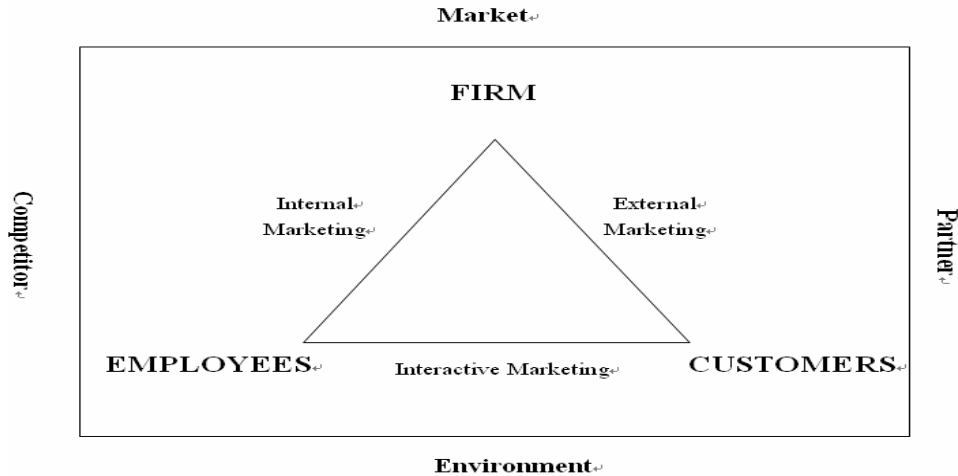 Market
FIRM
Internal
Marketing
External
Marketing
Competitor
Partner
EMPLOYEES
Interactive Marketing
CUSTOMERS
Environment